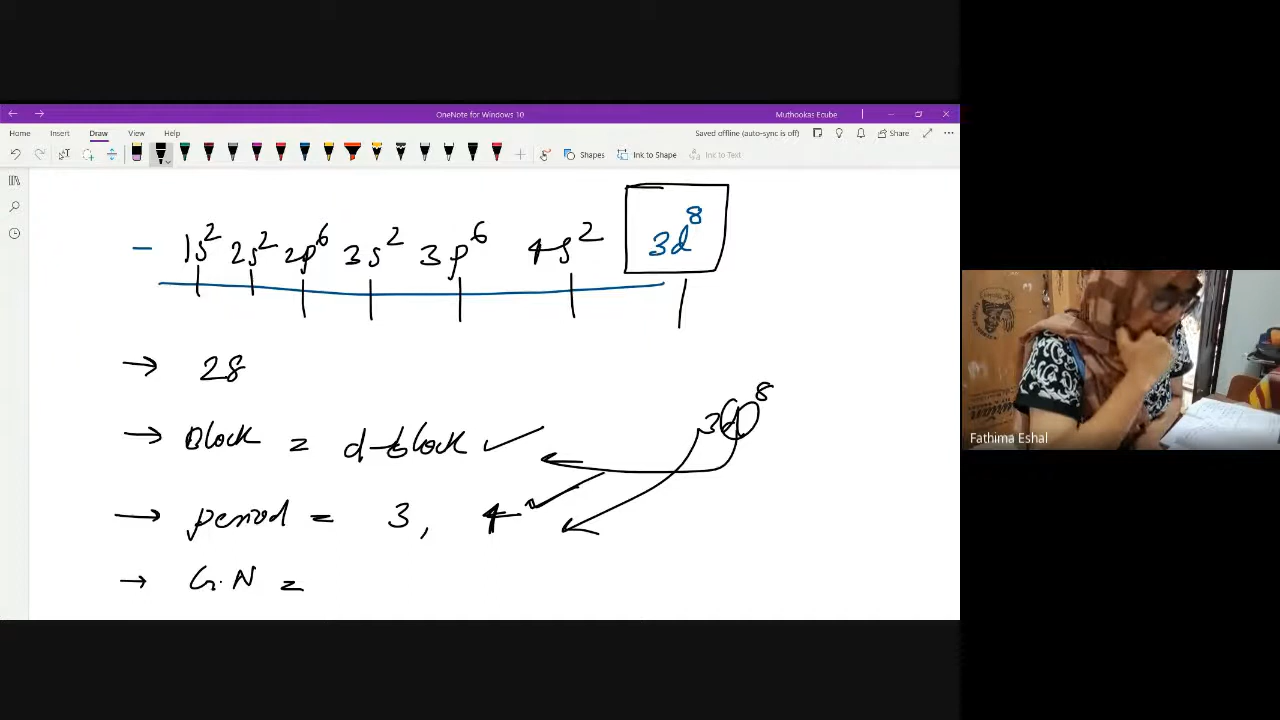 OneNote for Windows 10
Muthookas Ecube
Home Insert Draw View Help
Saved offline (auto-sync is off)
Share
Shapes
Ink to Shape
Ink to Text
- 1s² 2s² 2p⁶ 3s² 3p⁶ 4s² 3d⁸
→ 28
3d⁸
→ Block = d-block ✓
→ period = 3, 4 ✓
→ G.N =
Fathima Eshal